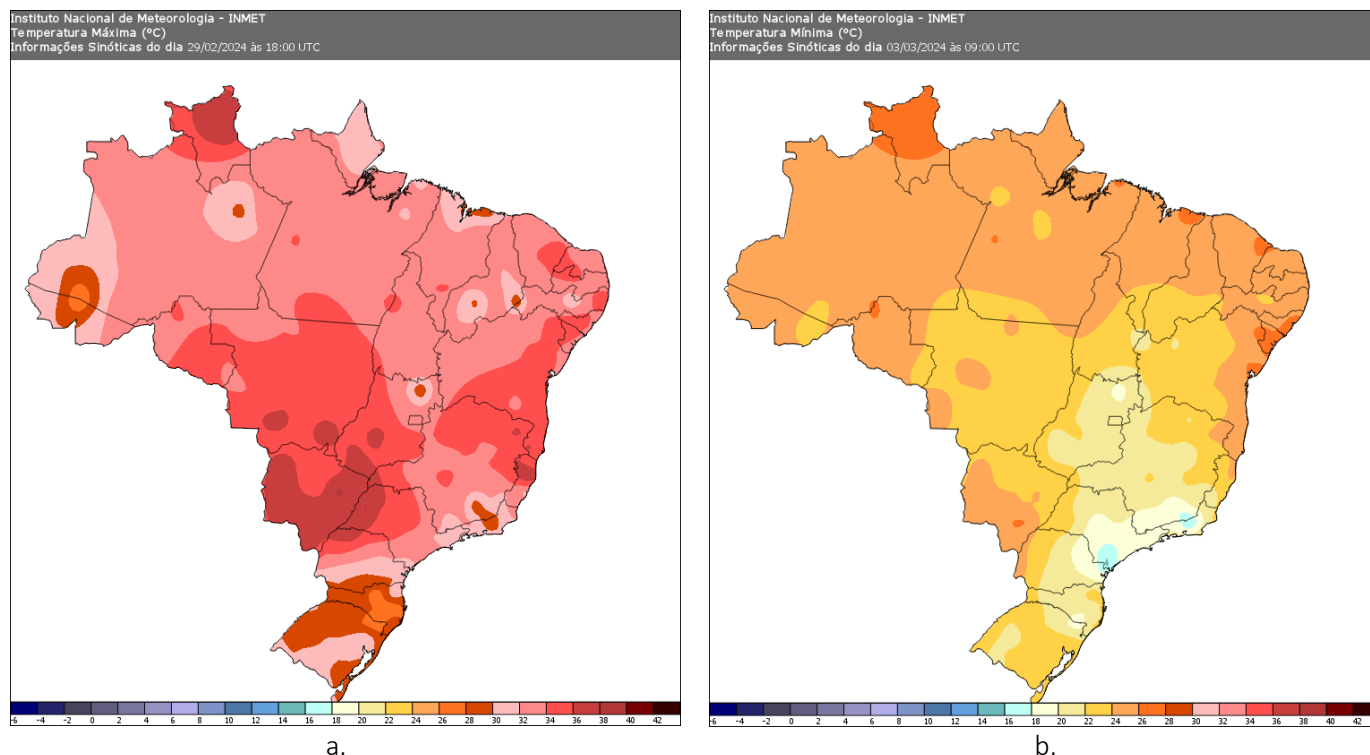 Instituto Nacional de Meteorologia - INMET
Temperatura Máxima (ºC)
Informações Sinóticas do dia 29/02/2024 às 18:00 UTC
-6 -4 -2 0 2 4 6 8 10 12 14 16 18 20 22 24 26 28 30 32 34 36 38 40 42
a.
Instituto Nacional de Meteorologia - INMET
Temperatura Mínima (ºC)
Informações Sinóticas do dia 03/03/2024 às 09:00 UTC
-6 -4 -2 0 2 4 6 8 10 12 14 16 18 20 22 24 26 28 30 32 34 36 38 40 42
b.